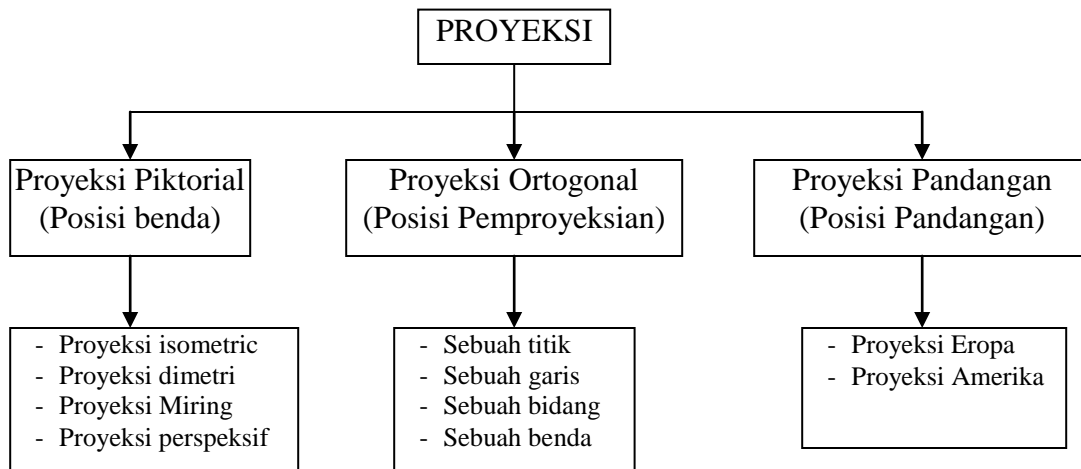 PROYEKSI
Proyeksi Piktorial
(Posisi benda)
Proyeksi Ortogonal
(Posisi Pemproyeksian)
Proyeksi Pandangan
(Posisi Pandangan)
- Proyeksi isometric
- Proyeksi dimetri
- Proyeksi Miring
- Proyeksi perspeksif
- Sebuah titik
- Sebuah garis
- Sebuah bidang
- Sebuah benda
- Proyeksi Eropa
- Proyeksi Amerika